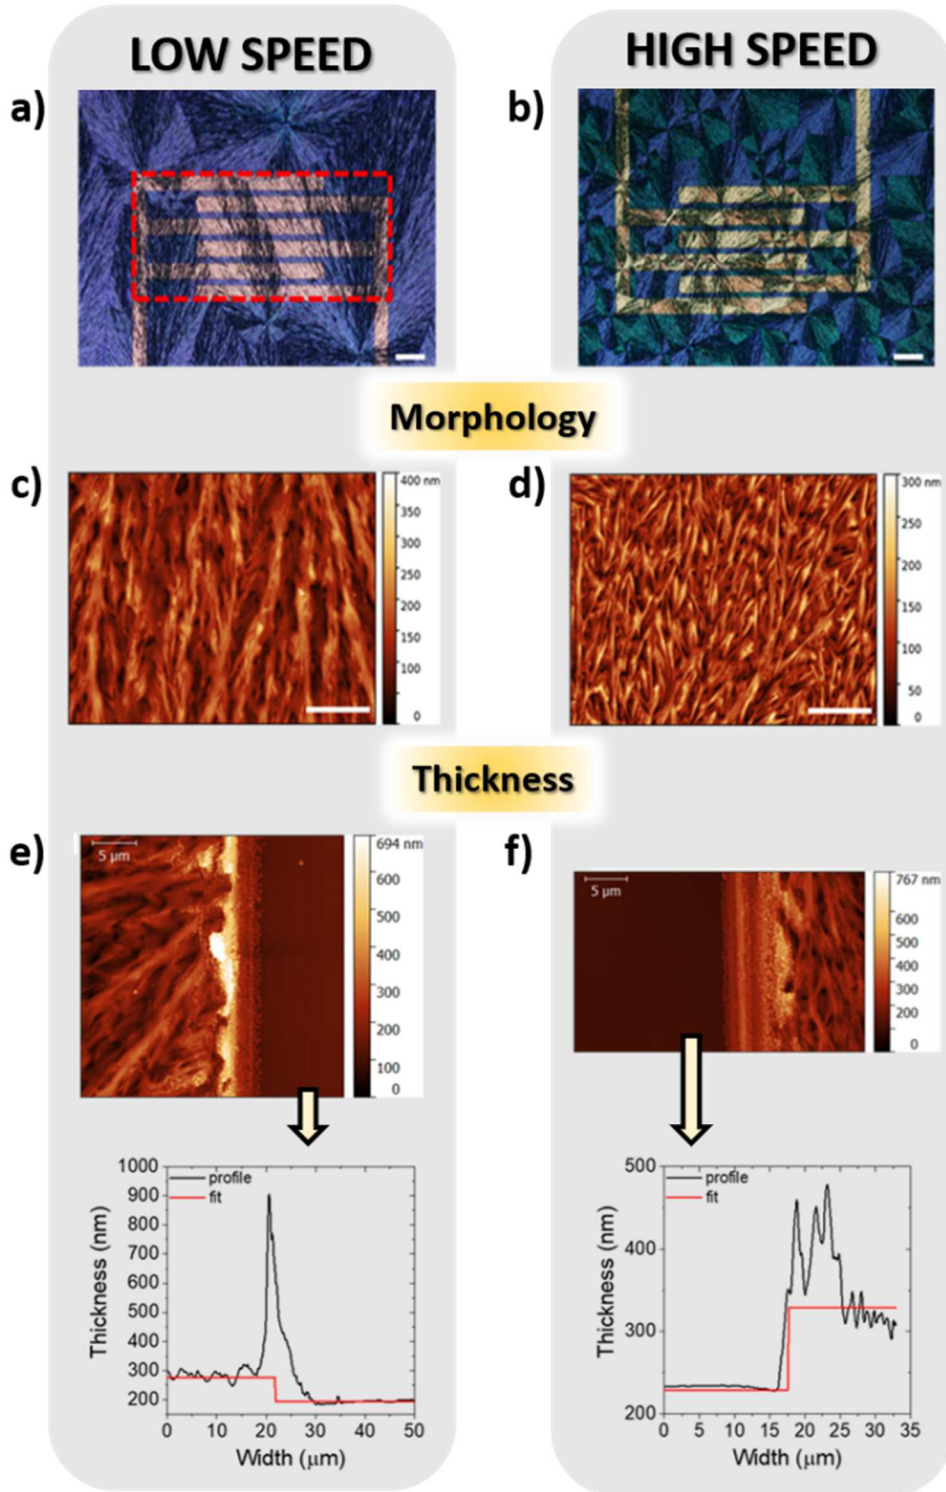 LOW SPEED
HIGH SPEED
a)
b)
Morphology
c)
400 nm
350
300
250
200
150
100
0
d)
300 nm
250
200
150
100
50
0
Thickness
e)
5 µm
694 nm
600
500
400
300
200
100
0
f)
5 µm
767 nm
600
500
400
300
200
0
1000
900
800
700
600
500
400
300
200
Thickness (nm)
profile
fit
0 10 20 30 40 50
Width (µm)
500
400
300
200
Thickness (nm)
profile
fit
0 5 10 15 20 25 30 35
Width (µm)